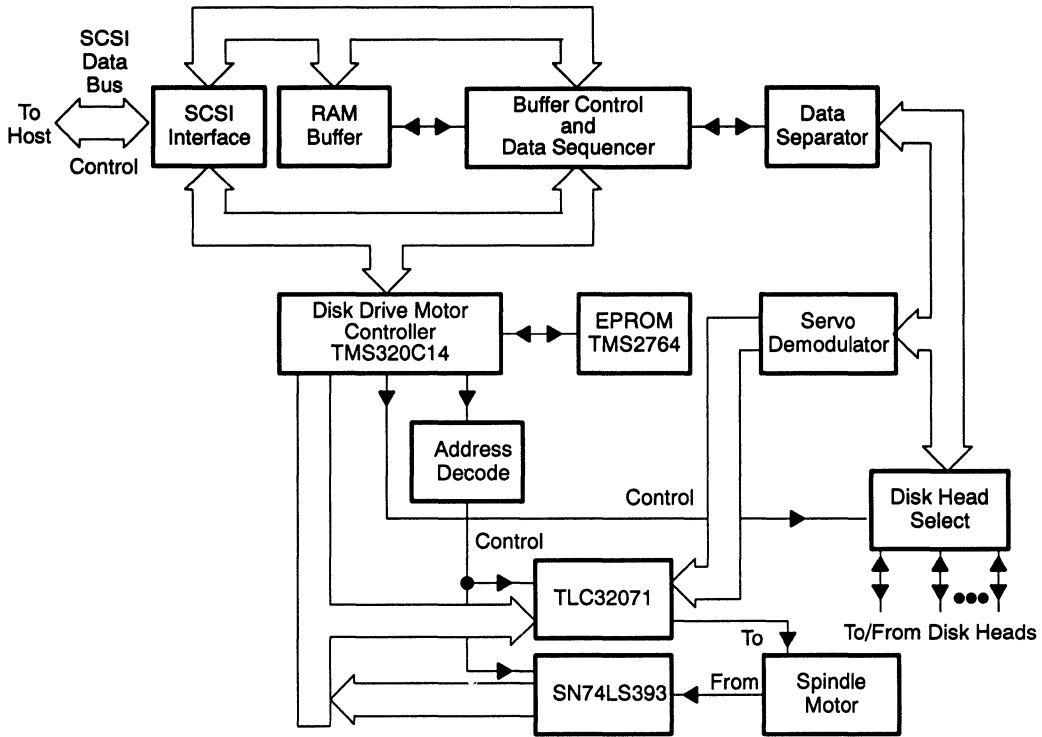 SCSI
Data
Bus
To
Host
Control
SCSI
Interface
RAM
Buffer
Buffer Control
and
Data Sequencer
Data
Separator
Disk Drive Motor
Controller
TMS320C14
EPROM
TMS2764
Servo
Demodulator
Address
Decode
Control
Disk Head
Select
Control
TLC32071
To/From Disk Heads
To
SN74LS393
From
Spindle
Motor